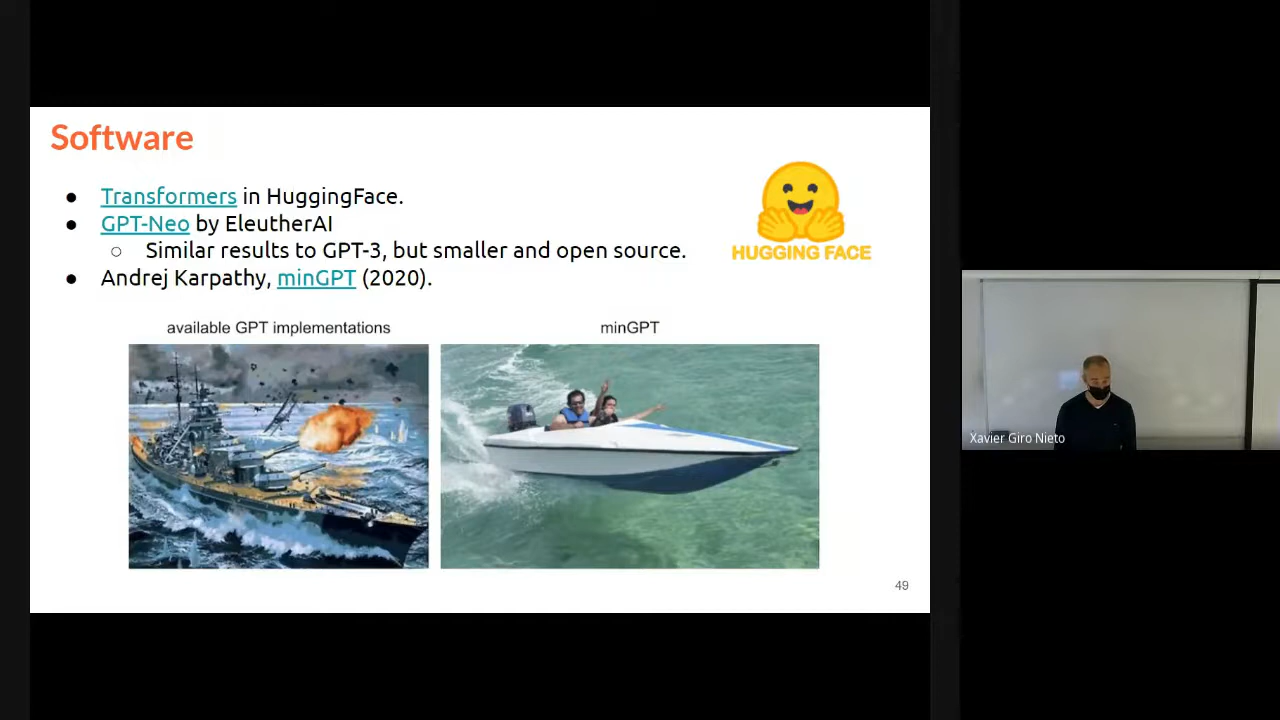 Software
● Transformers in HuggingFace.
● GPT-Neo by EleutherAI
○ Similar results to GPT-3, but smaller and open source.
● Andrej Karpathy, minGPT (2020).
HUGGING FACE
available GPT implementations
minGPT
49
Xavier Giro Nieto